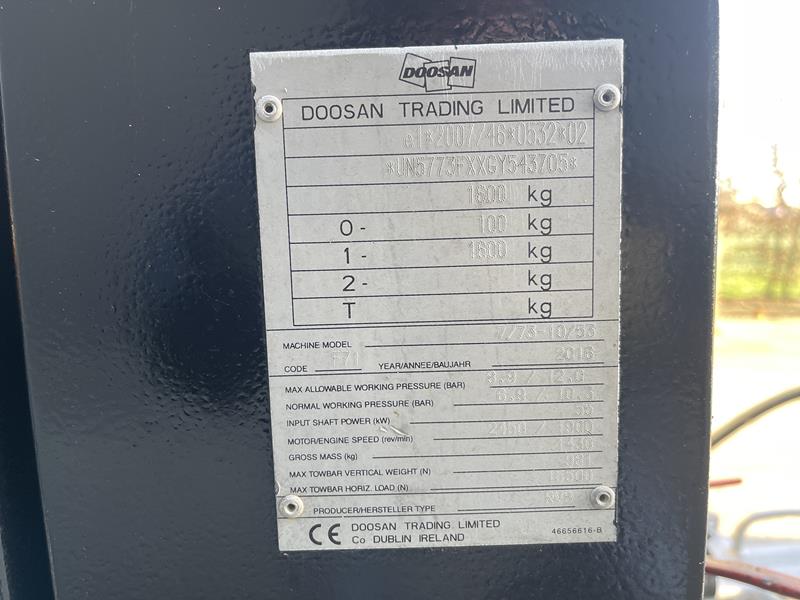 DOOSAN
DOOSAN TRADING LIMITED
e1*2007/46*0532*02
*UN5773FXXGY543705*
1600 kg
0- 100 kg
1- 1600 kg
2- kg
T kg
MACHINE MODEL 7/73-10/53
CODE F71 YEAR/ANNEE/BAUJAHR 2016
MAX ALLOWABLE WORKING PRESSURE (BAR) 8.9 / 12.0
NORMAL WORKING PRESSURE (BAR) 6.9 / 10.3
INPUT SHAFT POWER (kW) 55
MOTOR/ENGINE SPEED (rev/min) 2450 / 1900
GROSS MASS (kg) 1430
MAX TOWBAR VERTICAL WEIGHT (N) 981
MAX TOWBAR HORIZ. LOAD (N)
PRODUCER/HERSTELLER TYPE
CE DOOSAN TRADING LIMITED
Co DUBLIN IRELAND 46656616-B